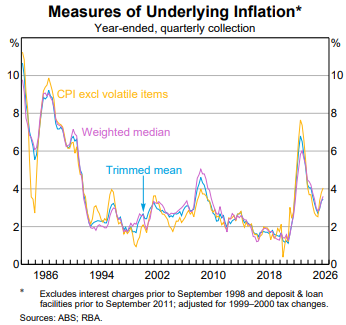 Measures of Underlying Inflation*
Year-ended, quarterly collection
% %
10 10
CPI excl volatile items
8 8
Weighted median
6 6
Trimmed mean
4 4
2 2
0 0
1986 1994 2002 2010 2018 2026
* Excludes interest charges prior to September 1998 and deposit & loan
facilities prior to September 2011; adjusted for 1999–2000 tax changes.
Sources: ABS; RBA.